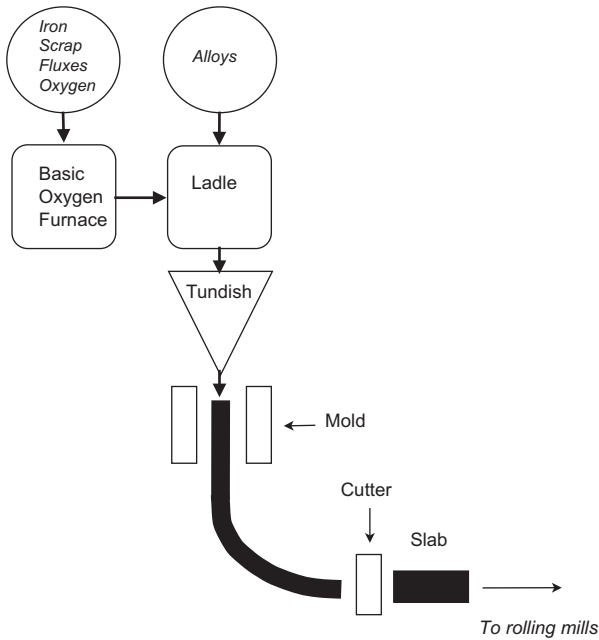 Iron
Scrap
Fluxes
Oxygen
Alloys
Basic
Oxygen
Furnace
Ladle
Tundish
Mold
Cutter
Slab
To rolling mills